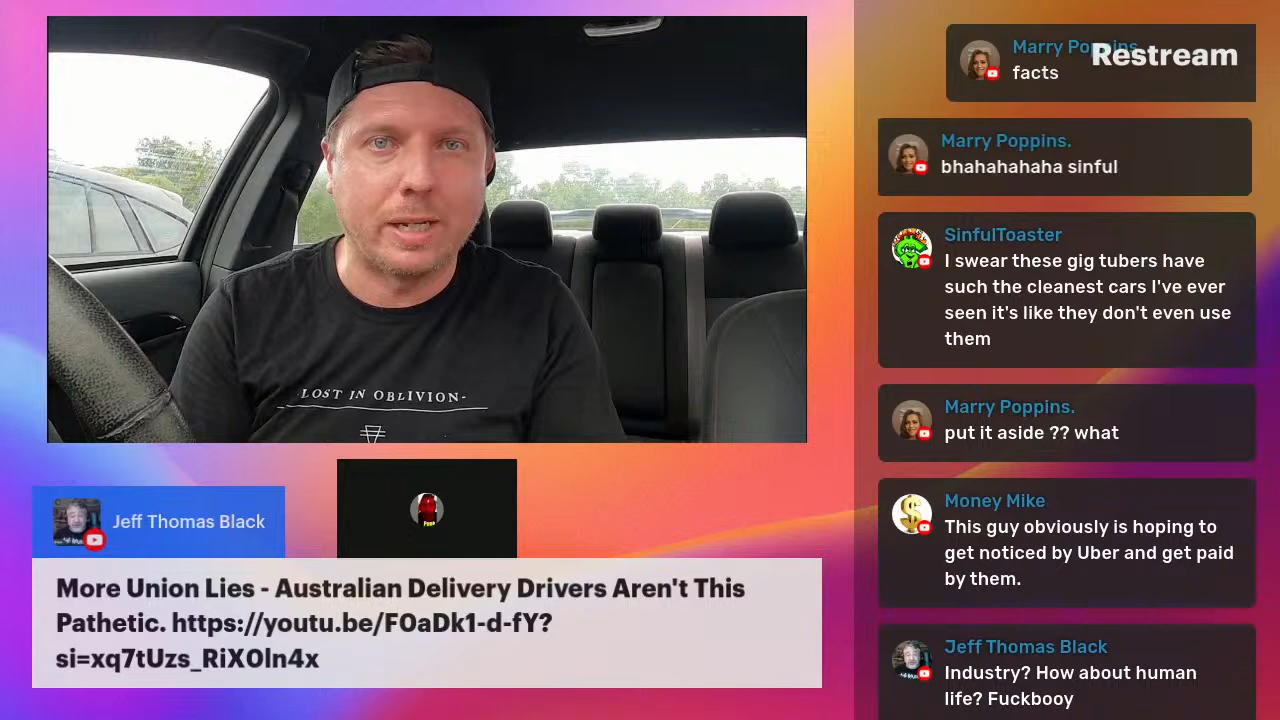 -LOST IN OBLIVION-
Jeff Thomas Black
More Union Lies - Australian Delivery Drivers Aren't This
Pathetic. https://youtu.be/FOaDk1-d-fY?
si=xq7tUzs_RiXOln4x
Restream
Marry Poppins
facts
Marry Poppins.
bhahahahaha sinful
SinfulToaster
I swear these gig tubers have
such the cleanest cars I've ever
seen it's like they don't even use
them
Marry Poppins.
put it aside ?? what
Money Mike
This guy obviously is hoping to
get noticed by Uber and get paid
by them.
Jeff Thomas Black
Industry? How about human
life? Fuckbooy